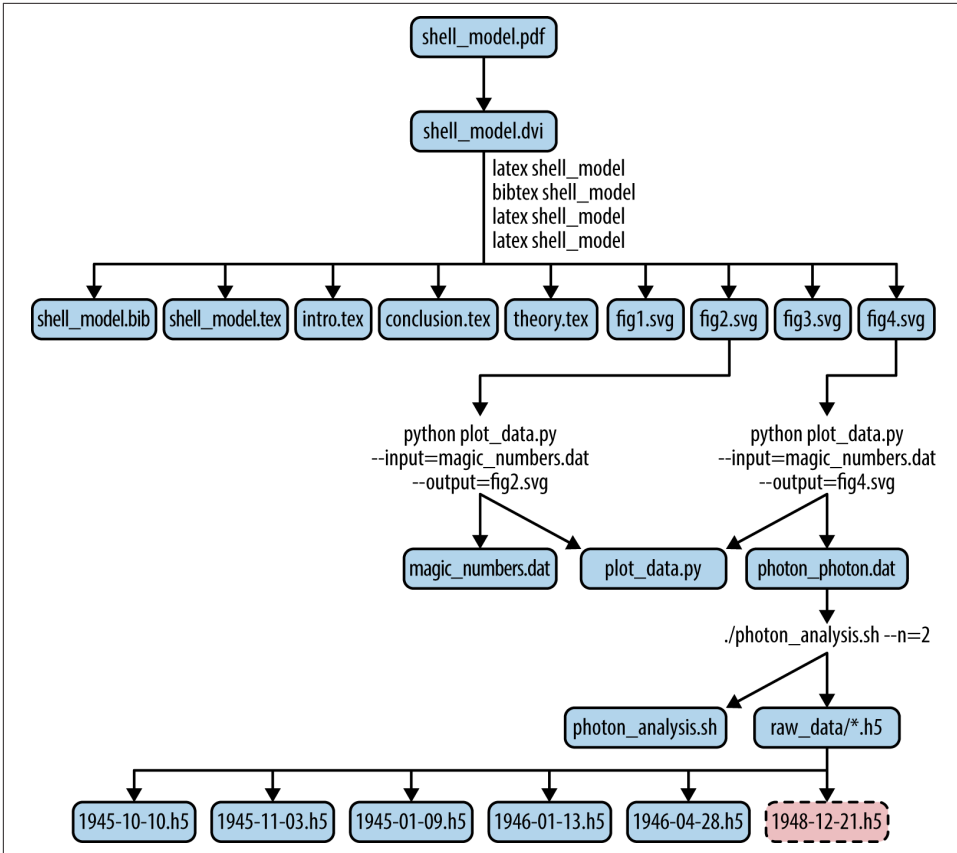 shell_model.pdf
shell_model.dvi
latex shell_model
bibtex shell_model
latex shell_model
latex shell_model
shell_model.bib
shell_model.tex
intro.tex
conclusion.tex
theory.tex
fig1.svg
fig2.svg
fig3.svg
fig4.svg
python plot_data.py
--input=magic_numbers.dat
--output=fig2.svg
python plot_data.py
--input=magic_numbers.dat
--output=fig4.svg
magic_numbers.dat
plot_data.py
photon_photon.dat
./photon_analysis.sh --n=2
photon_analysis.sh
raw_data/*.h5
1945-10-10.h5
1945-11-03.h5
1945-01-09.h5
1946-01-13.h5
1946-04-28.h5
1948-12-21.h5